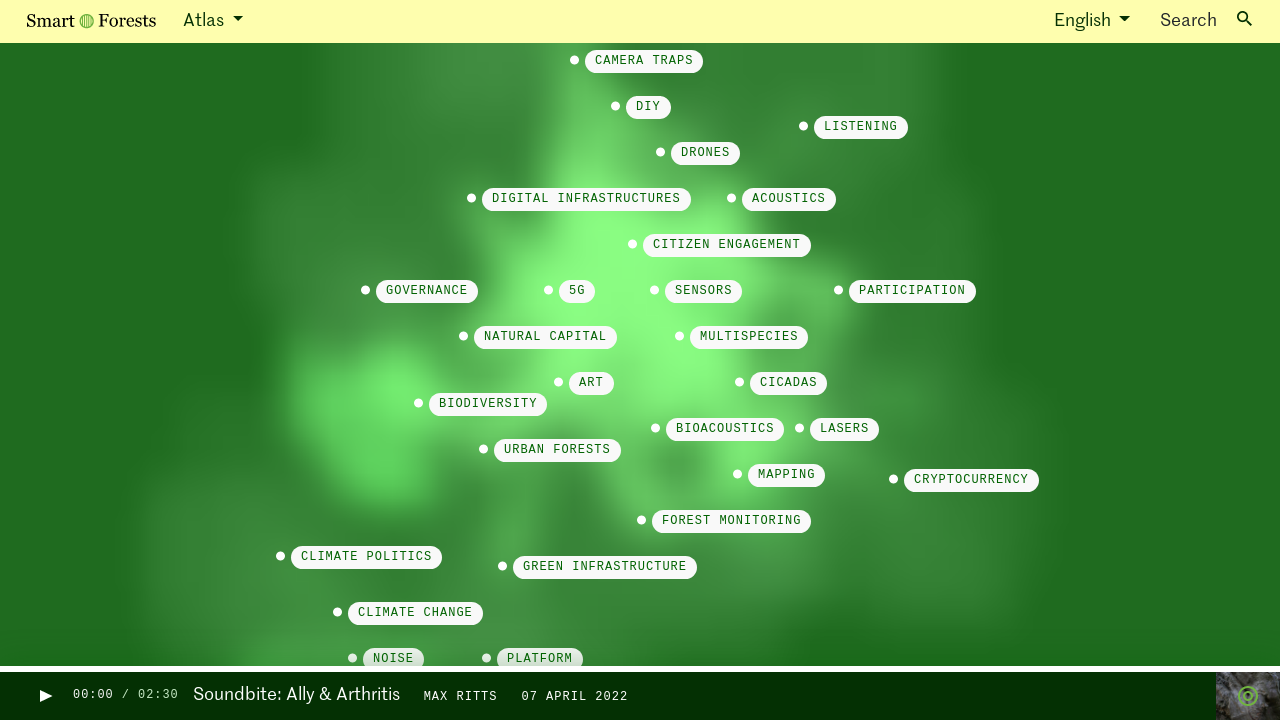 Smart Forests Atlas English Search
CAMERA TRAPS
DIY
LISTENING
DRONES
DIGITAL INFRASTRUCTURES ACOUSTICS
CITIZEN ENGAGEMENT
GOVERNANCE 5G SENSORS PARTICIPATION
NATURAL CAPITAL MULTISPECIES
ART CICADAS
BIODIVERSITY
BIOACOUSTICS LASERS
URBAN FORESTS
MAPPING CRYPTOCURRENCY
FOREST MONITORING
CLIMATE POLITICS GREEN INFRASTRUCTURE
CLIMATE CHANGE
NOISE PLATFORM
00:00 / 02:30 Soundbite: Ally & Arthritis MAX RITTS 07 APRIL 2022